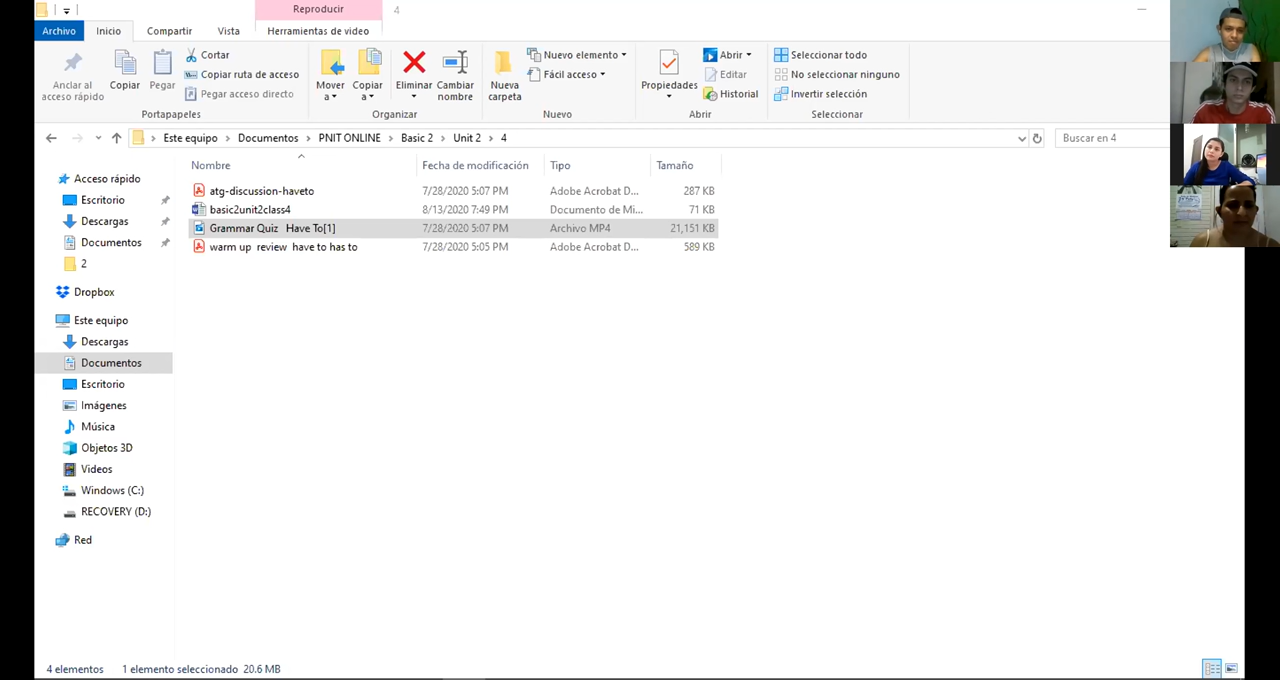 Reproducir
4
Archivo
Inicio
Compartir
Vista
Herramientas de video
Anclar al acceso rápido
Copiar
Pegar
Cortar
Copiar ruta de acceso
Pegar acceso directo
Portapapeles
Mover a
Copiar a
Eliminar
Cambiar nombre
Organizar
Nueva carpeta
Nuevo elemento
Fácil acceso
Nuevo
Propiedades
Abrir
Editar
Historial
Abrir
Seleccionar todo
No seleccionar ninguno
Invertir selección
Seleccionar
Este equipo > Documentos > PNIT ONLINE > Basic 2 > Unit 2 > 4
Buscar en 4
Nombre Fecha de modificación Tipo Tamaño
atg-discussion-haveto 7/28/2020 5:07 PM Adobe Acrobat D... 287 KB
basic2unit2class4 8/13/2020 7:49 PM Documento de Mi... 71 KB
Grammar Quiz Have To[1] 7/28/2020 5:07 PM Archivo MP4 21,151 KB
warm up review have to has to 7/28/2020 5:05 PM Adobe Acrobat D... 589 KB
Acceso rápido
Escritorio
Descargas
Documentos
2
Dropbox
Este equipo
Descargas
Documentos
Escritorio
Imágenes
Música
Objetos 3D
Videos
Windows (C:)
RECOVERY (D:)
Red
4 elementos 1 elemento seleccionado 20.6 MB